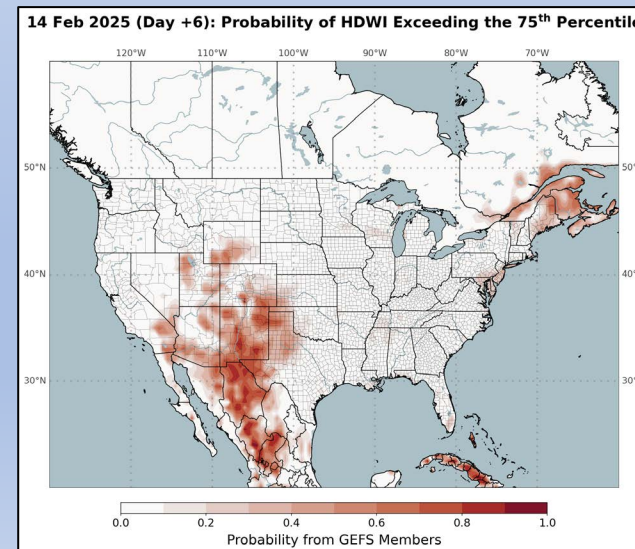 14 Feb 2025 (Day +6): Probability of HDWI Exceeding the 75th Percentile
120°W 110°W 100°W 90°W 80°W 70°W
50°N 50°
40°N 40°
30°N 30°
0.0 0.2 0.4 0.6 0.8 1.0
Probability from GEFS Members